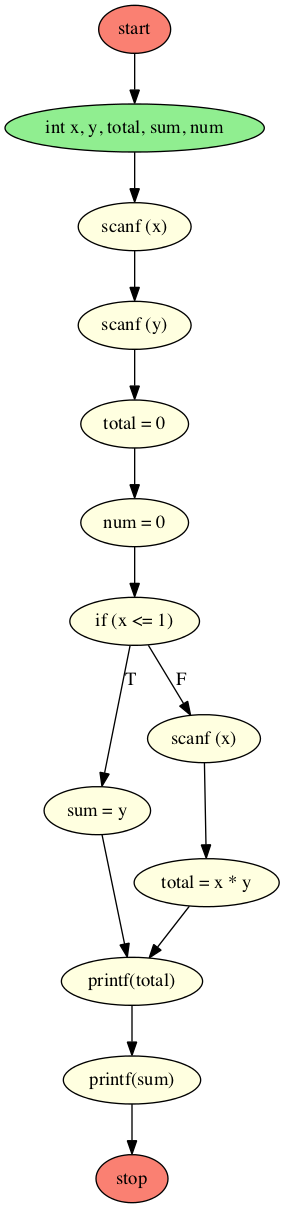 start
int x, y, total, sum, num
scanf (x)
scanf (y)
total = 0
num = 0
if (x <= 1)
T
F
scanf (x)
sum = y
total = x * y
printf(total)
printf(sum)
stop